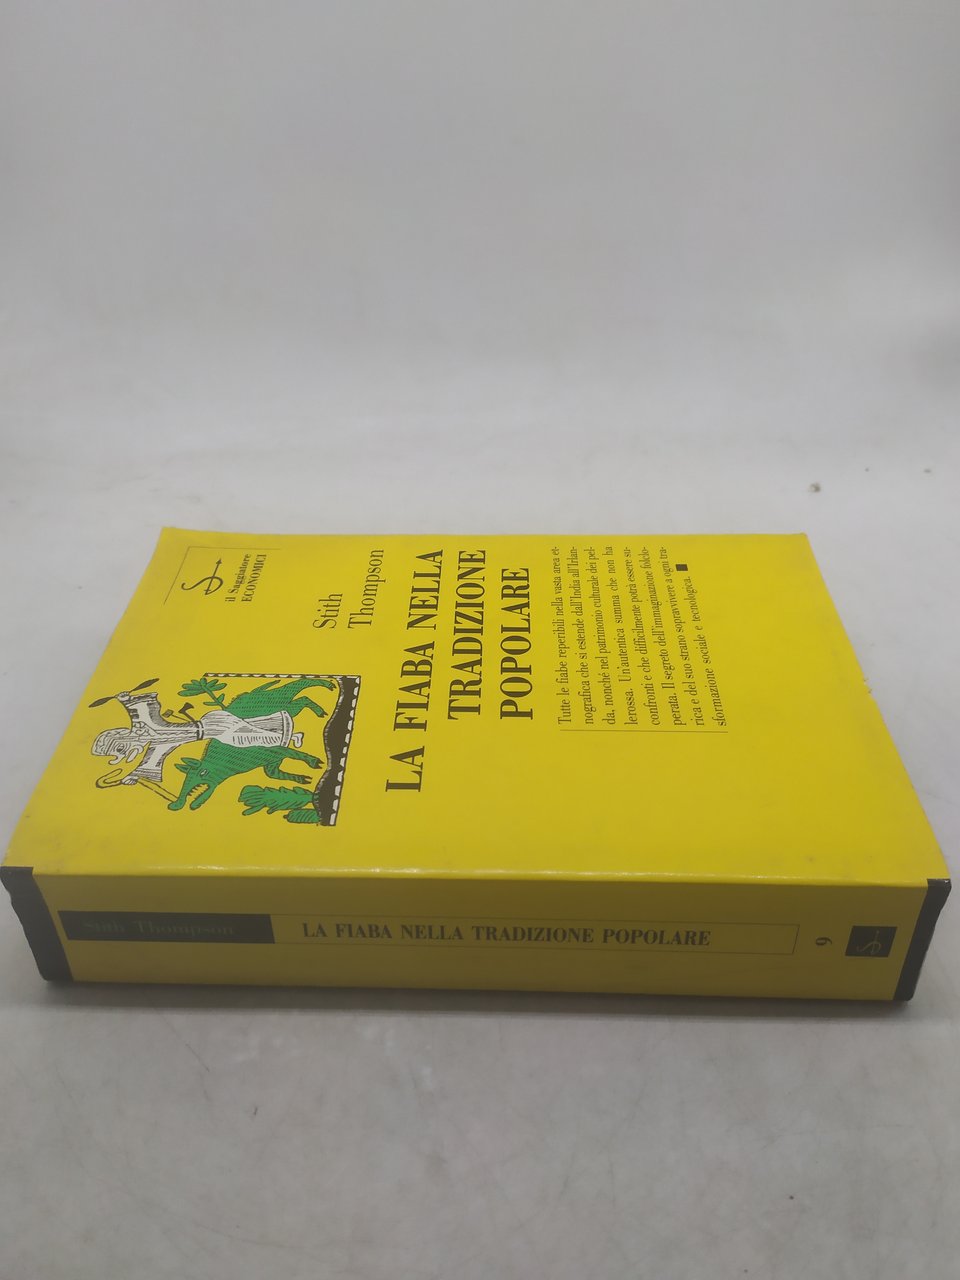 il Saggiatore
ECONOMICI
Stith
Thompson
LA FIABA NELLA
TRADIZIONE
POPOLARE
Tutte le fiabe reperibili nella vasta area et-
nografica che si estende dall'India all'Irlan-
da, nonché nel patrimonio culturale dei pel-
lerossa. Un'autentica summa che non ha
confronti e che difficilmente potrà essere su-
perata. Il segreto dell'immaginazione folclo-
rica e del suo strano sopravvivere a ogni tra-
sformazione sociale e tecnologica.
Stith Thompson
LA FIABA NELLA TRADIZIONE POPOLARE
9